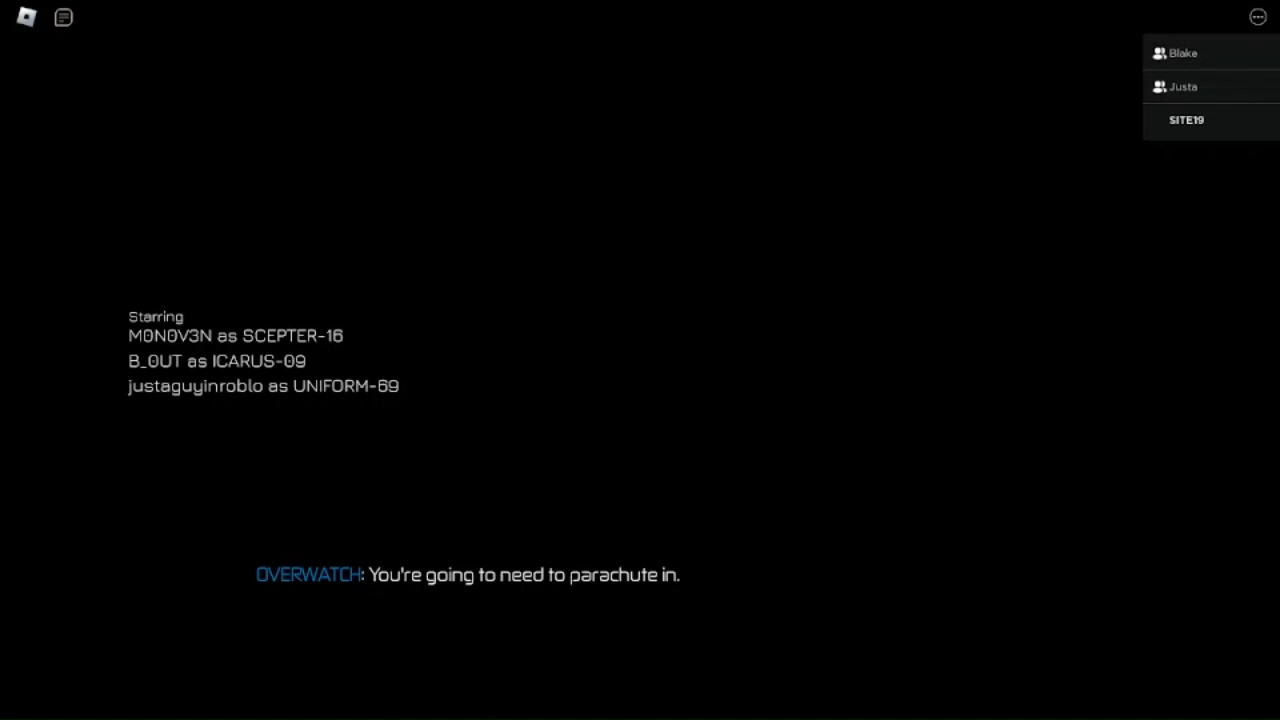 Blake
Justa
SITE19
Starring
M0N0V3N as SCEPTER-16
B_0UT as ICARUS-09
justaguyinroblo as UNIFORM-69
OVERWATCH: You're going to need to parachute in.